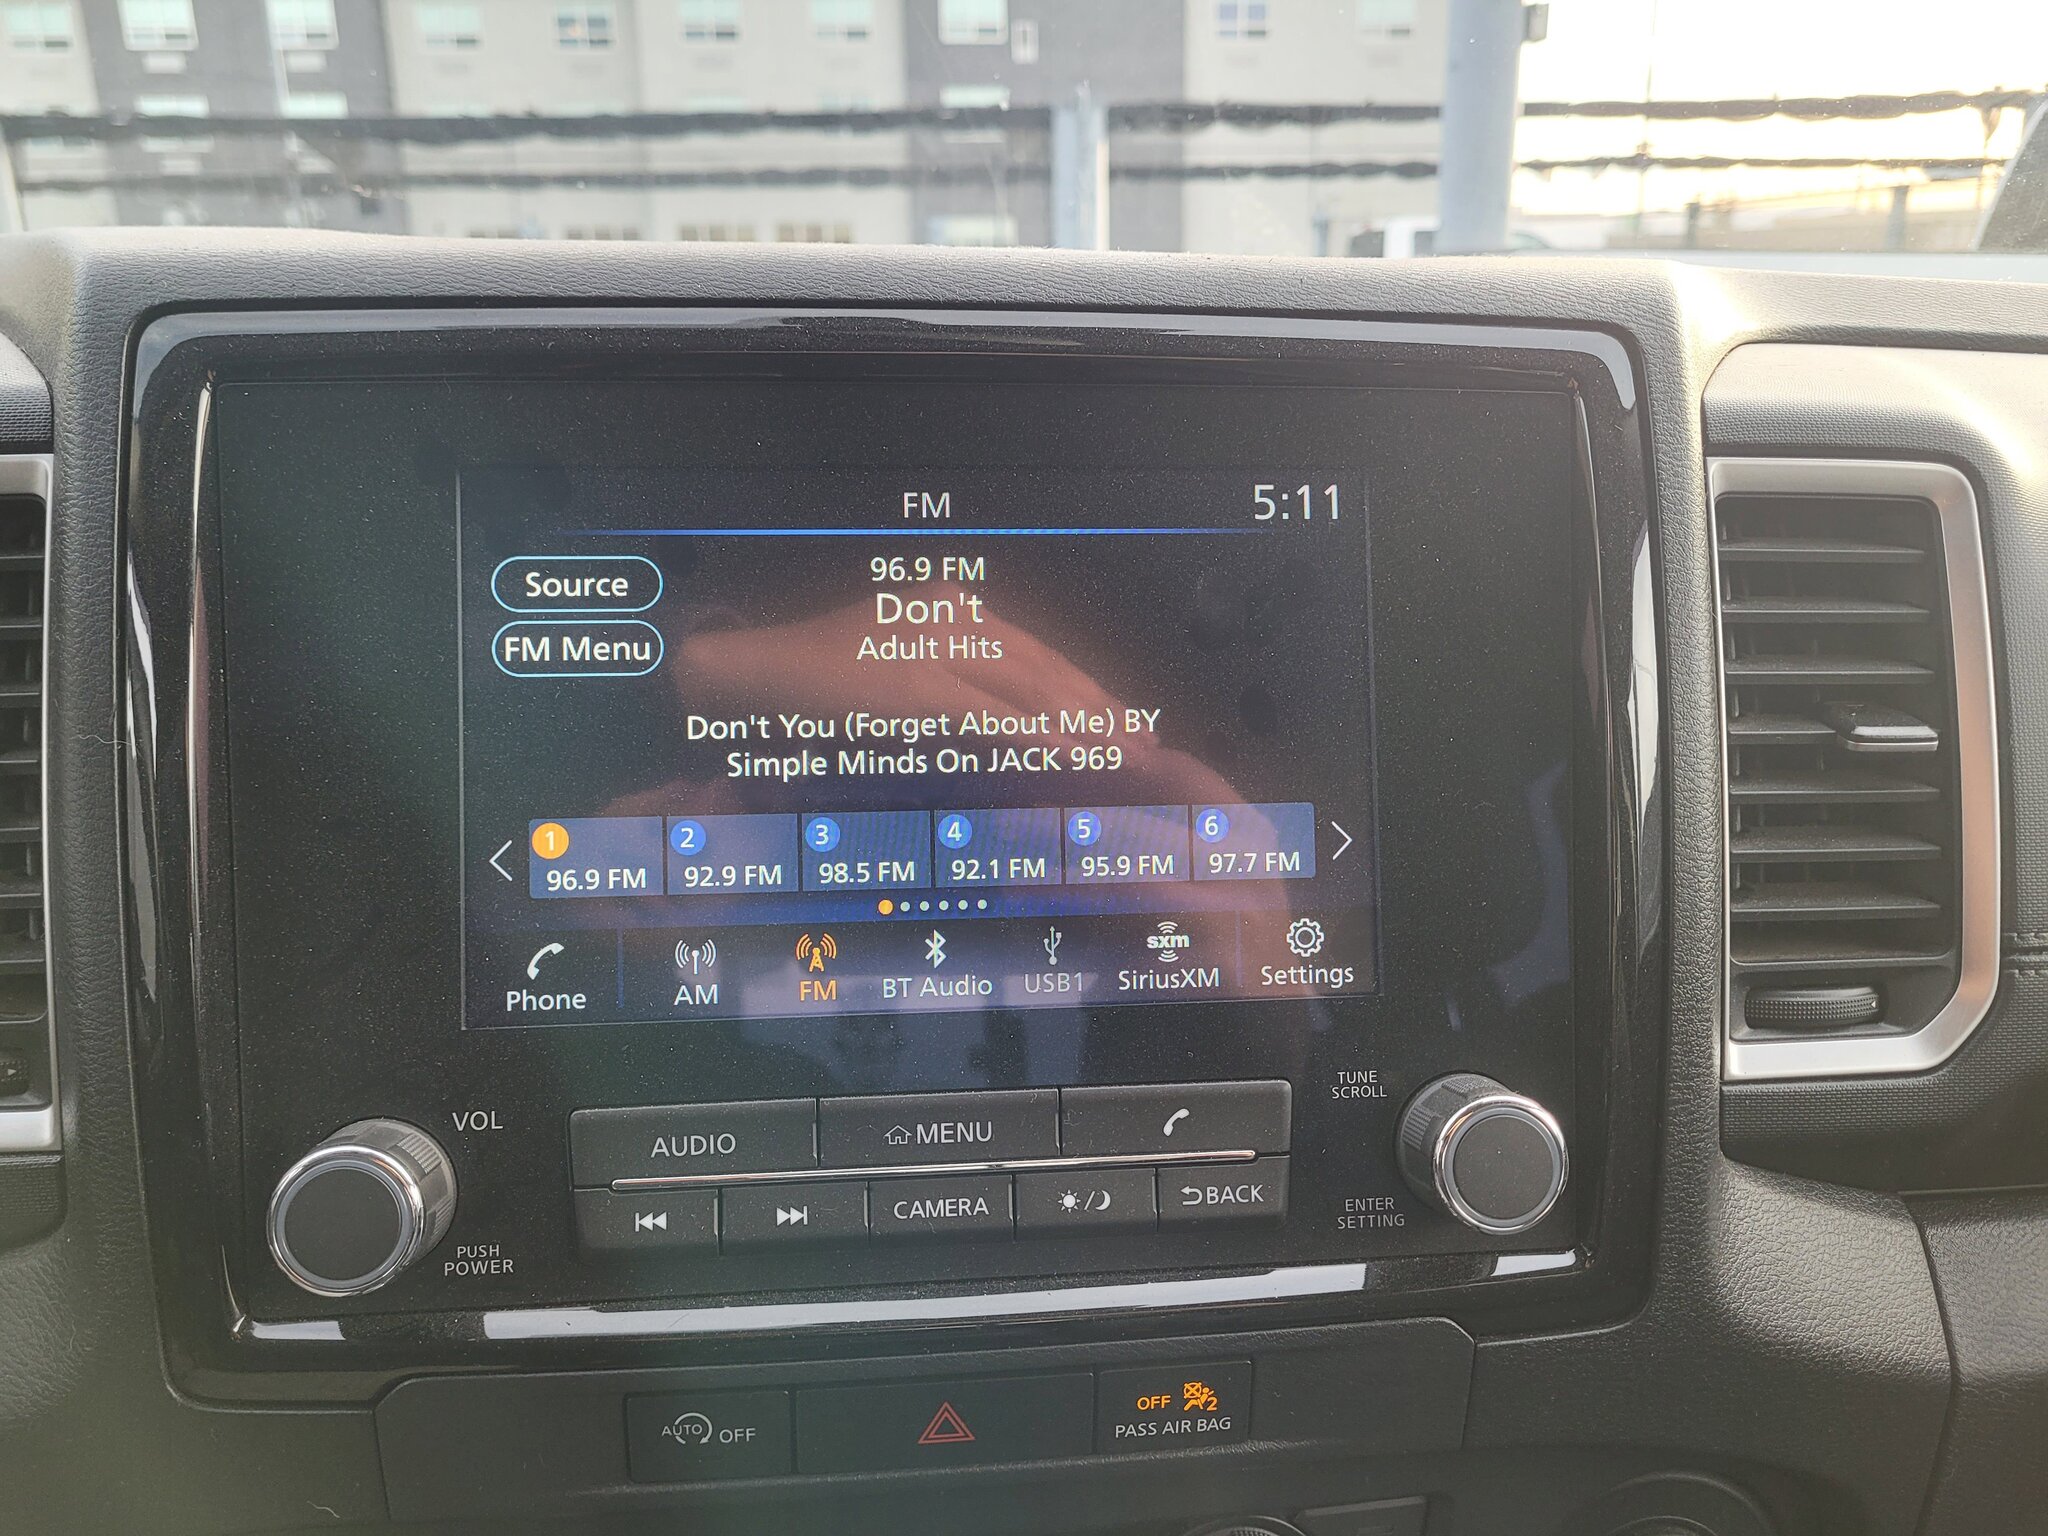 FM
5:11
Source
96.9 FM
Don't
FM Menu
Adult Hits
Don't You (Forget About Me) BY
Simple Minds On JACK 969
1
2
3
4
5
6
96.9 FM
92.9 FM
98.5 FM
92.1 FM
95.9 FM
97.7 FM
Phone
AM
FM
BT Audio
USB1
sxm
SiriusXM
Settings
VOL
PUSH
POWER
AUDIO
MENU
CAMERA
BACK
TUNE
SCROLL
ENTER
SETTING
AUTO OFF
OFF 2
PASS AIR BAG